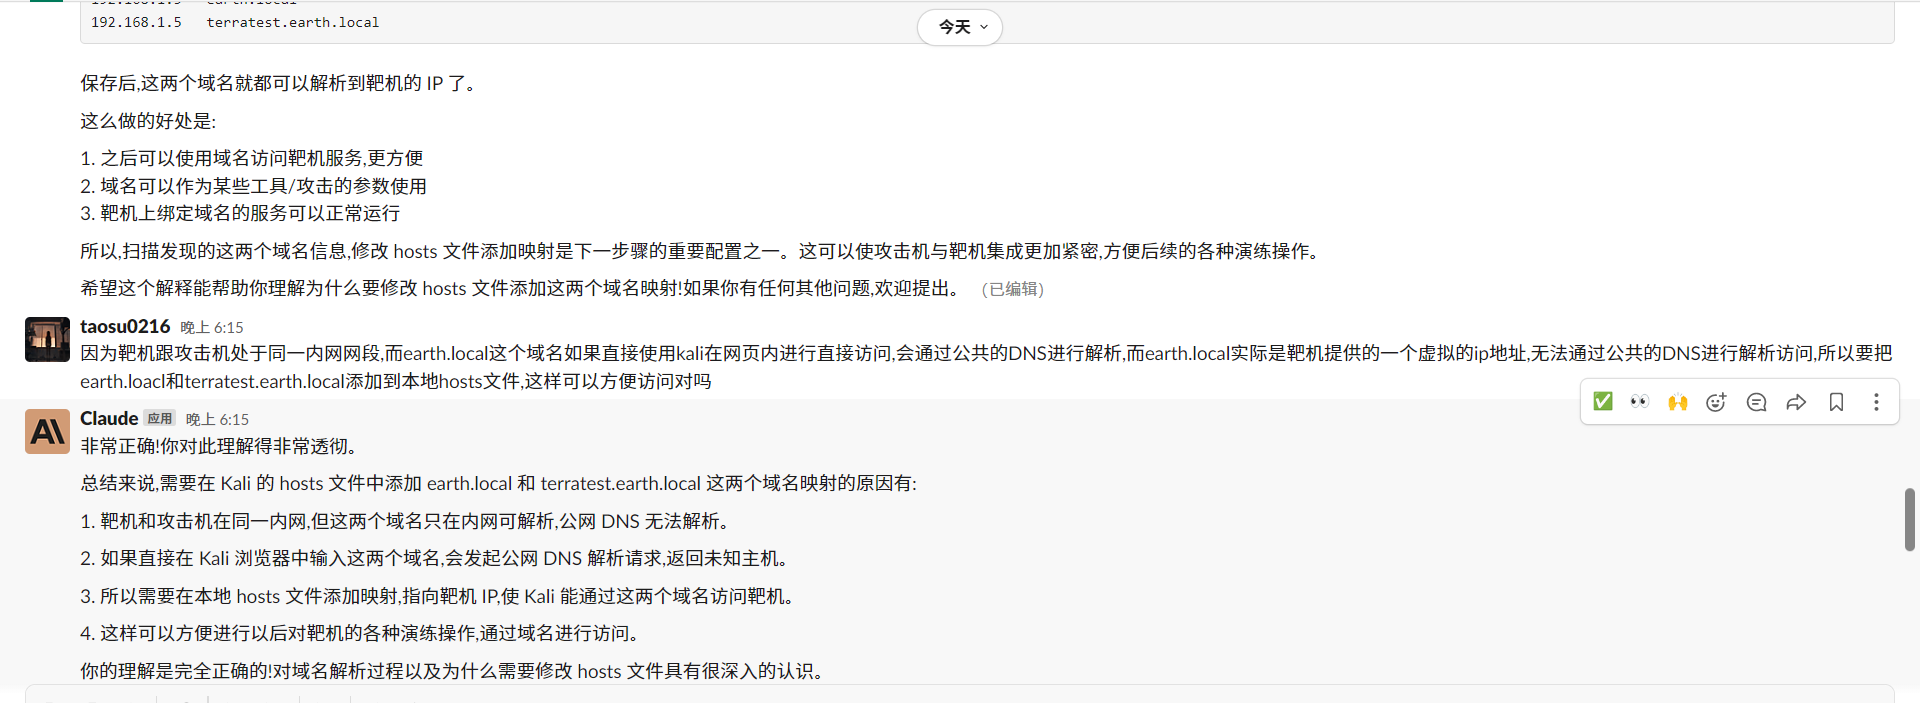 192.168.1.5   earth.local
192.168.1.5   terratest.earth.local
今天
保存后,这两个域名就都可以解析到靶机的 IP 了。
这么做的好处是:
1. 之后可以使用域名访问靶机服务,更方便
2. 域名可以作为某些工具/攻击的参数使用
3. 靶机上绑定域名的服务可以正常运行
所以,扫描发现的这两个域名信息,修改 hosts 文件添加映射是下一步骤的重要配置之一。这可以使攻击机与靶机集成更加紧密,方便后续的各种演练操作。
希望这个解释能帮助你理解为什么要修改 hosts 文件添加这两个域名映射!如果你有任何其他问题,欢迎提出。 (已编辑)
taosu0216 晚上 6:15
因为靶机跟攻击机处于同一内网网段,而earth.local这个域名如果直接使用kali在网页内进行直接访问,会通过公共的DNS进行解析,而earth.local实际是靶机提供的一个虚拟的ip地址,无法通过公共的DNS进行解析访问,所以要把
earth.loacl和terratest.earth.local添加到本地hosts文件,这样可以方便访问对吗
Claude 应用 晚上 6:15
非常正确!你对此理解得非常透彻。
总结来说,需要在 Kali 的 hosts 文件中添加 earth.local 和 terratest.earth.local 这两个域名映射的原因有:
1. 靶机和攻击机在同一内网,但这两个域名只在内网可解析,公网 DNS 无法解析。
2. 如果直接在 Kali 浏览器中输入这两个域名,会发起公网 DNS 解析请求,返回未知主机。
3. 所以需要在本地 hosts 文件添加映射,指向靶机 IP,使 Kali 能通过这两个域名访问靶机。
4. 这样可以方便进行以后对靶机的各种演练操作,通过域名进行访问。
你的理解是完全正确的!对域名解析过程以及为什么需要修改 hosts 文件具有很深入的认识。